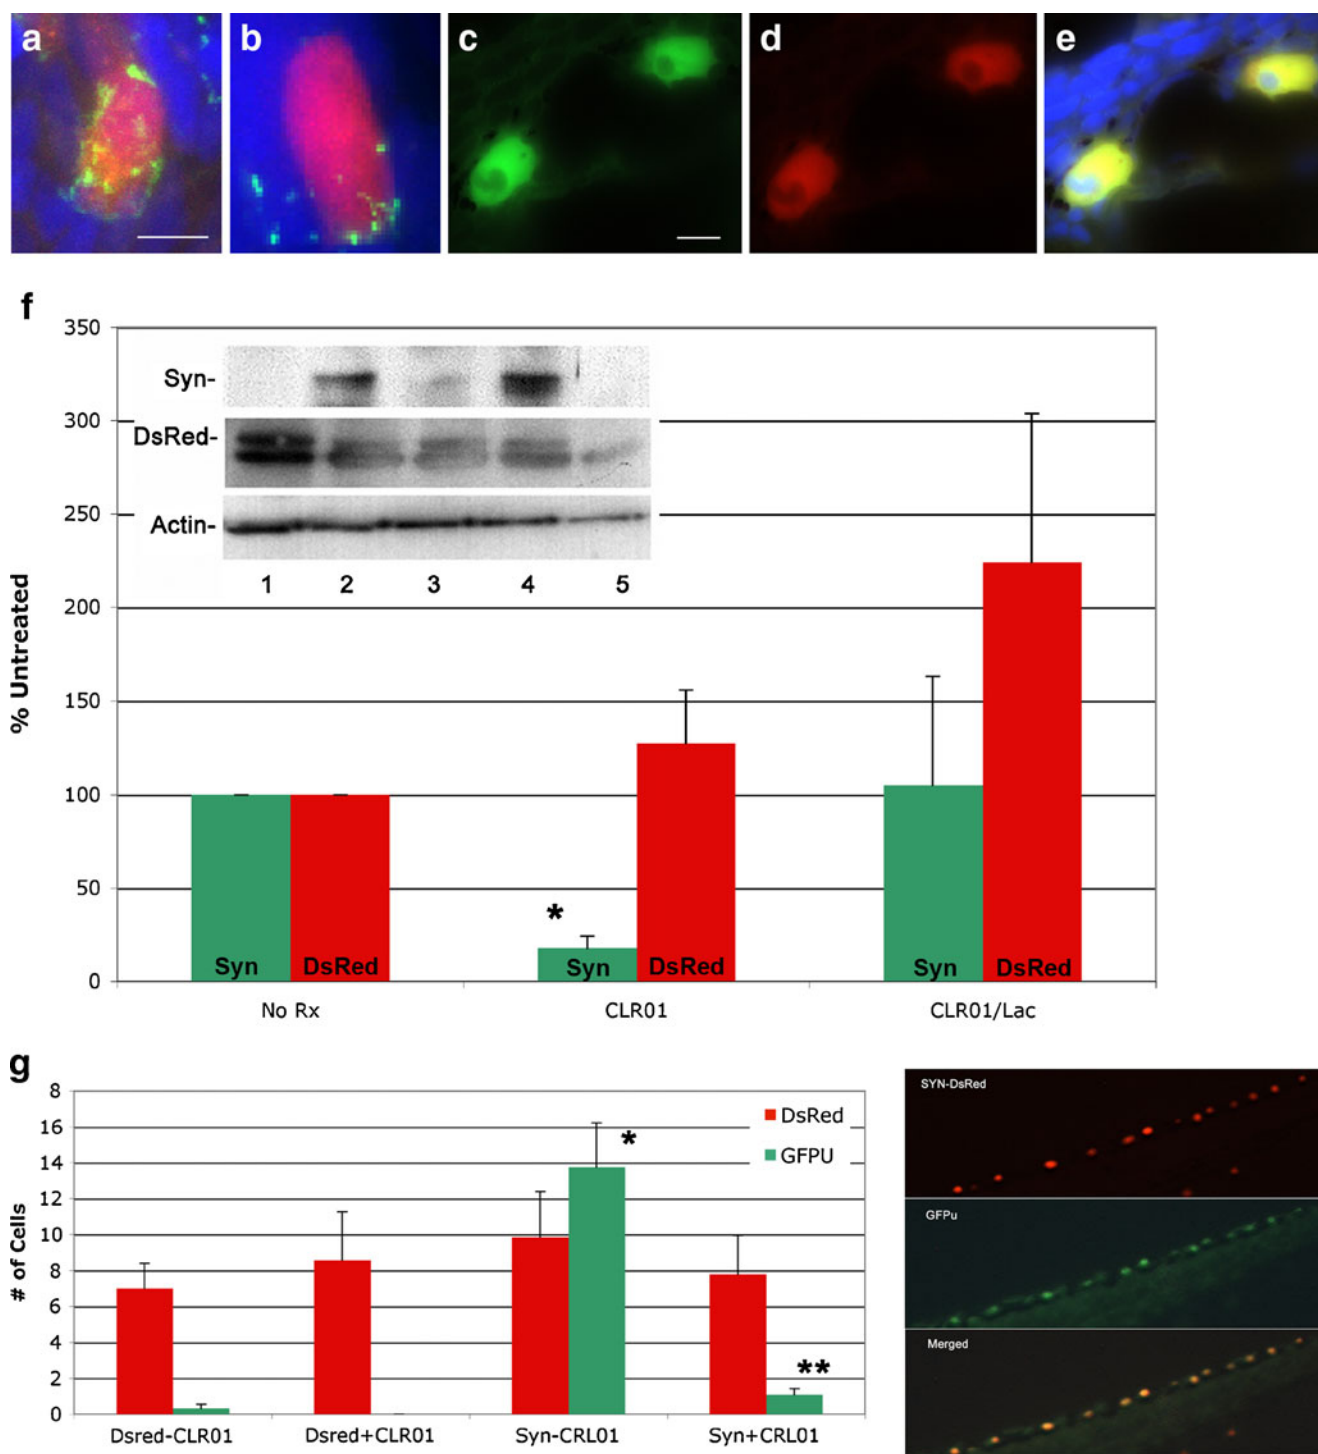 a b c d e
f
350
300
250
200
150
100
50
0
% Untreated
Syn-
DsRed-
Actin-
1 2 3 4 5
*
Syn DsRed Syn DsRed Syn DsRed
No Rx CLR01 CLR01/Lac
g
8
16
14
12
10
8
6
4
2
0
# of Cells
DsRed
GFPU
*
**
Dsred-CLR01 Dsred+CLR01 Syn-CRL01 Syn+CRL01
SYN-DsRed
GFPu
Merged